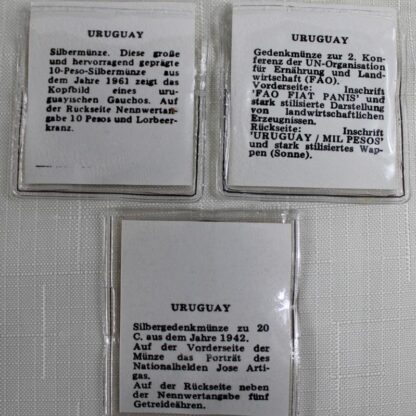 URUGUAY
Silbermünze. Diese große
und hervorragend geprägte
10-Peso-Silbermünze aus
dem Jahre 1961 zeigt das
Kopfbild eines uru-
guayischen Gauchos. Auf
der Rückseite Nennwertan-
gabe 10 Pesos und Lorbeer-
kranz.
URUGUAY
Gedenkmünze zur 2. Kon-
ferenz der UN-Organisation
für Ernährung und Land-
wirtschaft (FAO).
Vorderseite: Inschrift
'FAO FIAT PANIS' und
stark stilisierte Darstellung
von landwirtschaftlichen
Erzeugnissen.
Rückseite: Inschrift
'URUGUAY / MIL PESOS'
und stark stilisiertes Wap-
pen (Sonne).
URUGUAY
Silbergedenkmünze zu 20
C. aus dem Jahre 1942.
Auf der Vorderseite der
Münze das Porträt des
Nationalhelden Jose Arti-
gas.
Auf der Rückseite neben
der Nennwertangabe fünf
Getreideähren.